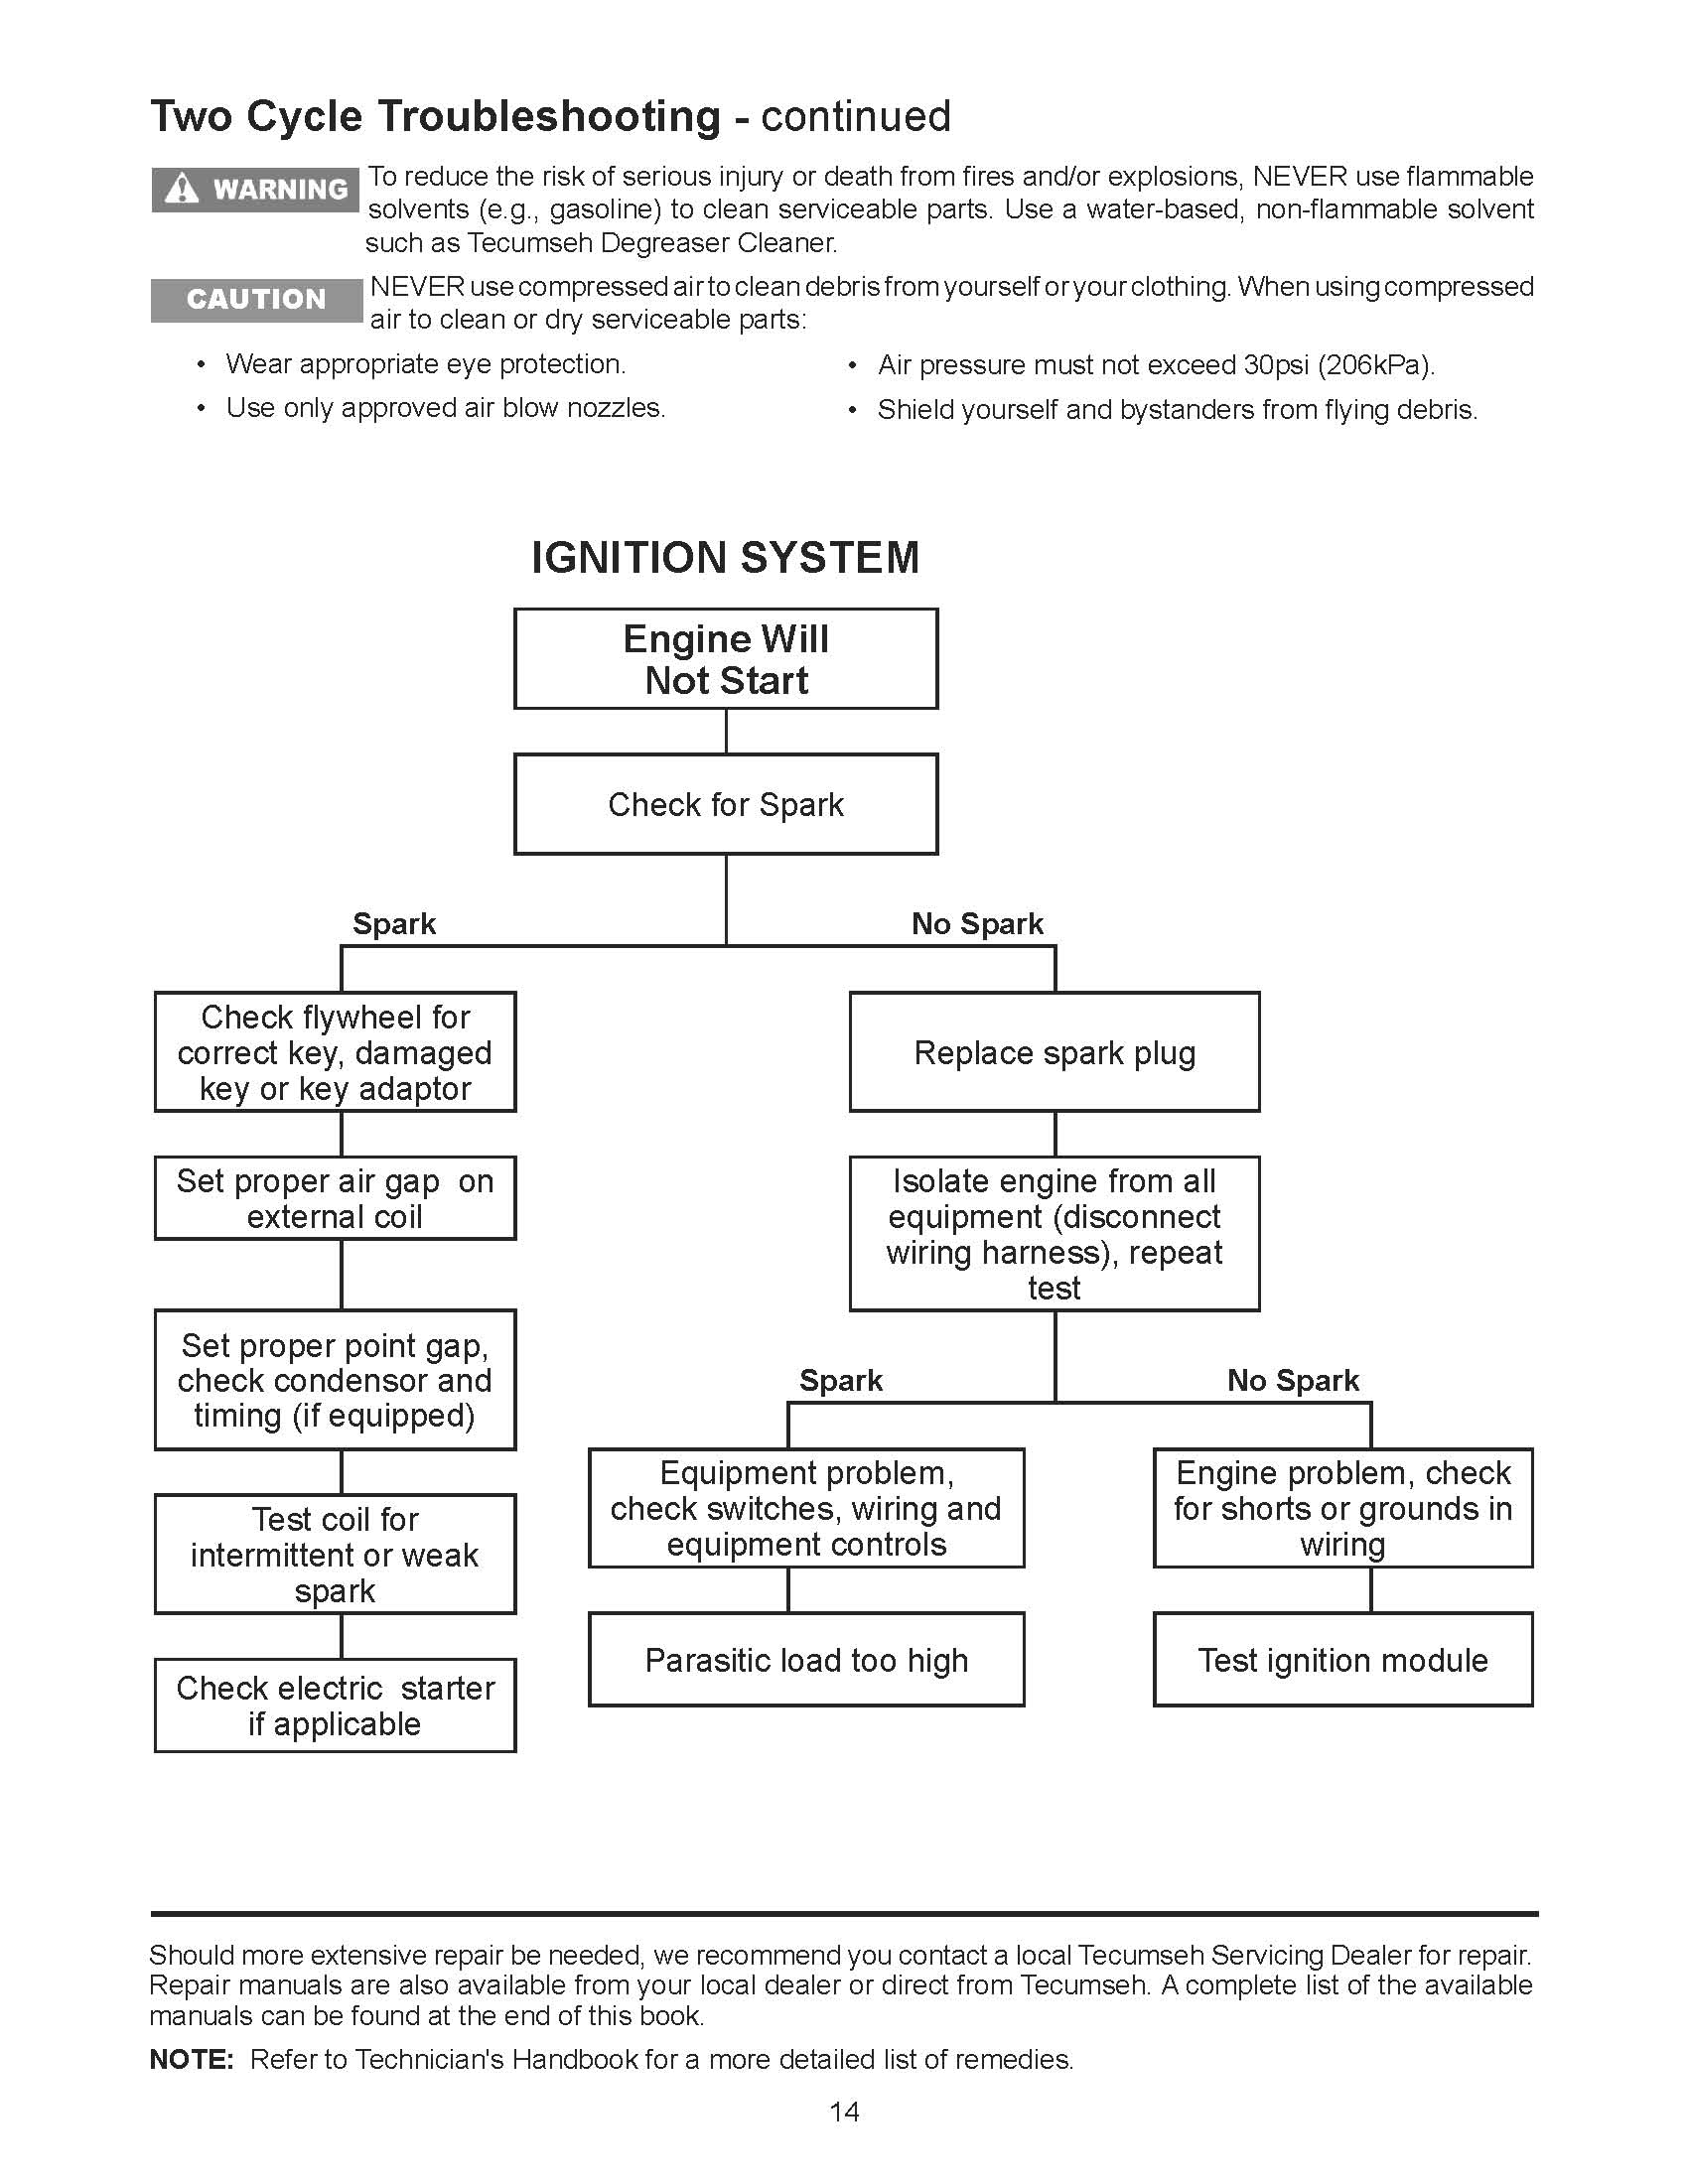 Two Cycle Troubleshooting - continued
WARNING
To reduce the risk of serious injury or death from fires and/or explosions, NEVER use flammable
solvents (e.g., gasoline) to clean serviceable parts. Use a water-based, non-flammable solvent
such as Tecumseh Degreaser Cleaner.
CAUTION
NEVER use compressed air to clean debris from yourself or your clothing. When using compressed
air to clean or dry serviceable parts:
• Wear appropriate eye protection.
• Use only approved air blow nozzles.
• Air pressure must not exceed 30psi (206kPa).
• Shield yourself and bystanders from flying debris.
IGNITION SYSTEM
Engine Will
Not Start
Check for Spark
Spark
No Spark
Check flywheel for
correct key, damaged
key or key adaptor
Set proper air gap on
external coil
Set proper point gap,
check condensor and
timing (if equipped)
Test coil for
intermittent or weak
spark
Check electric starter
if applicable
Replace spark plug
Isolate engine from all
equipment (disconnect
wiring harness), repeat
test
Spark
No Spark
Equipment problem,
check switches, wiring and
equipment controls
Parasitic load too high
Engine problem, check
for shorts or grounds in
wiring
Test ignition module
Should more extensive repair be needed, we recommend you contact a local Tecumseh Servicing Dealer for repair.
Repair manuals are also available from your local dealer or direct from Tecumseh. A complete list of the available
manuals can be found at the end of this book.
NOTE: Refer to Technician's Handbook for a more detailed list of remedies.
14